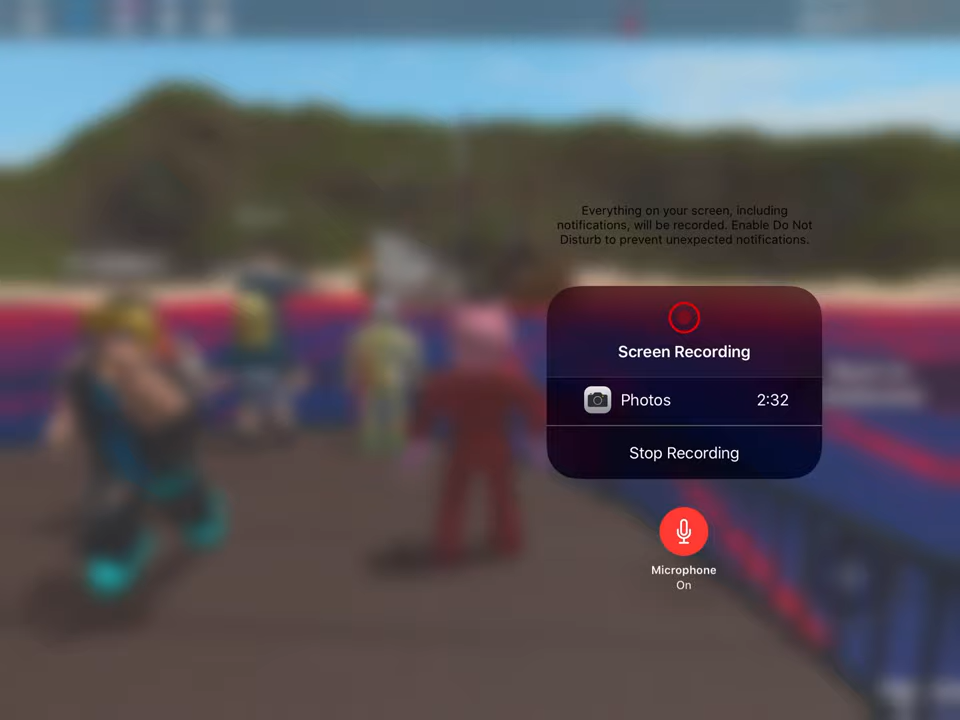 Everything on your screen, including
notifications, will be recorded. Enable Do Not
Disturb to prevent unexpected notifications.
Screen Recording
Photos 2:32
Stop Recording
Microphone
On